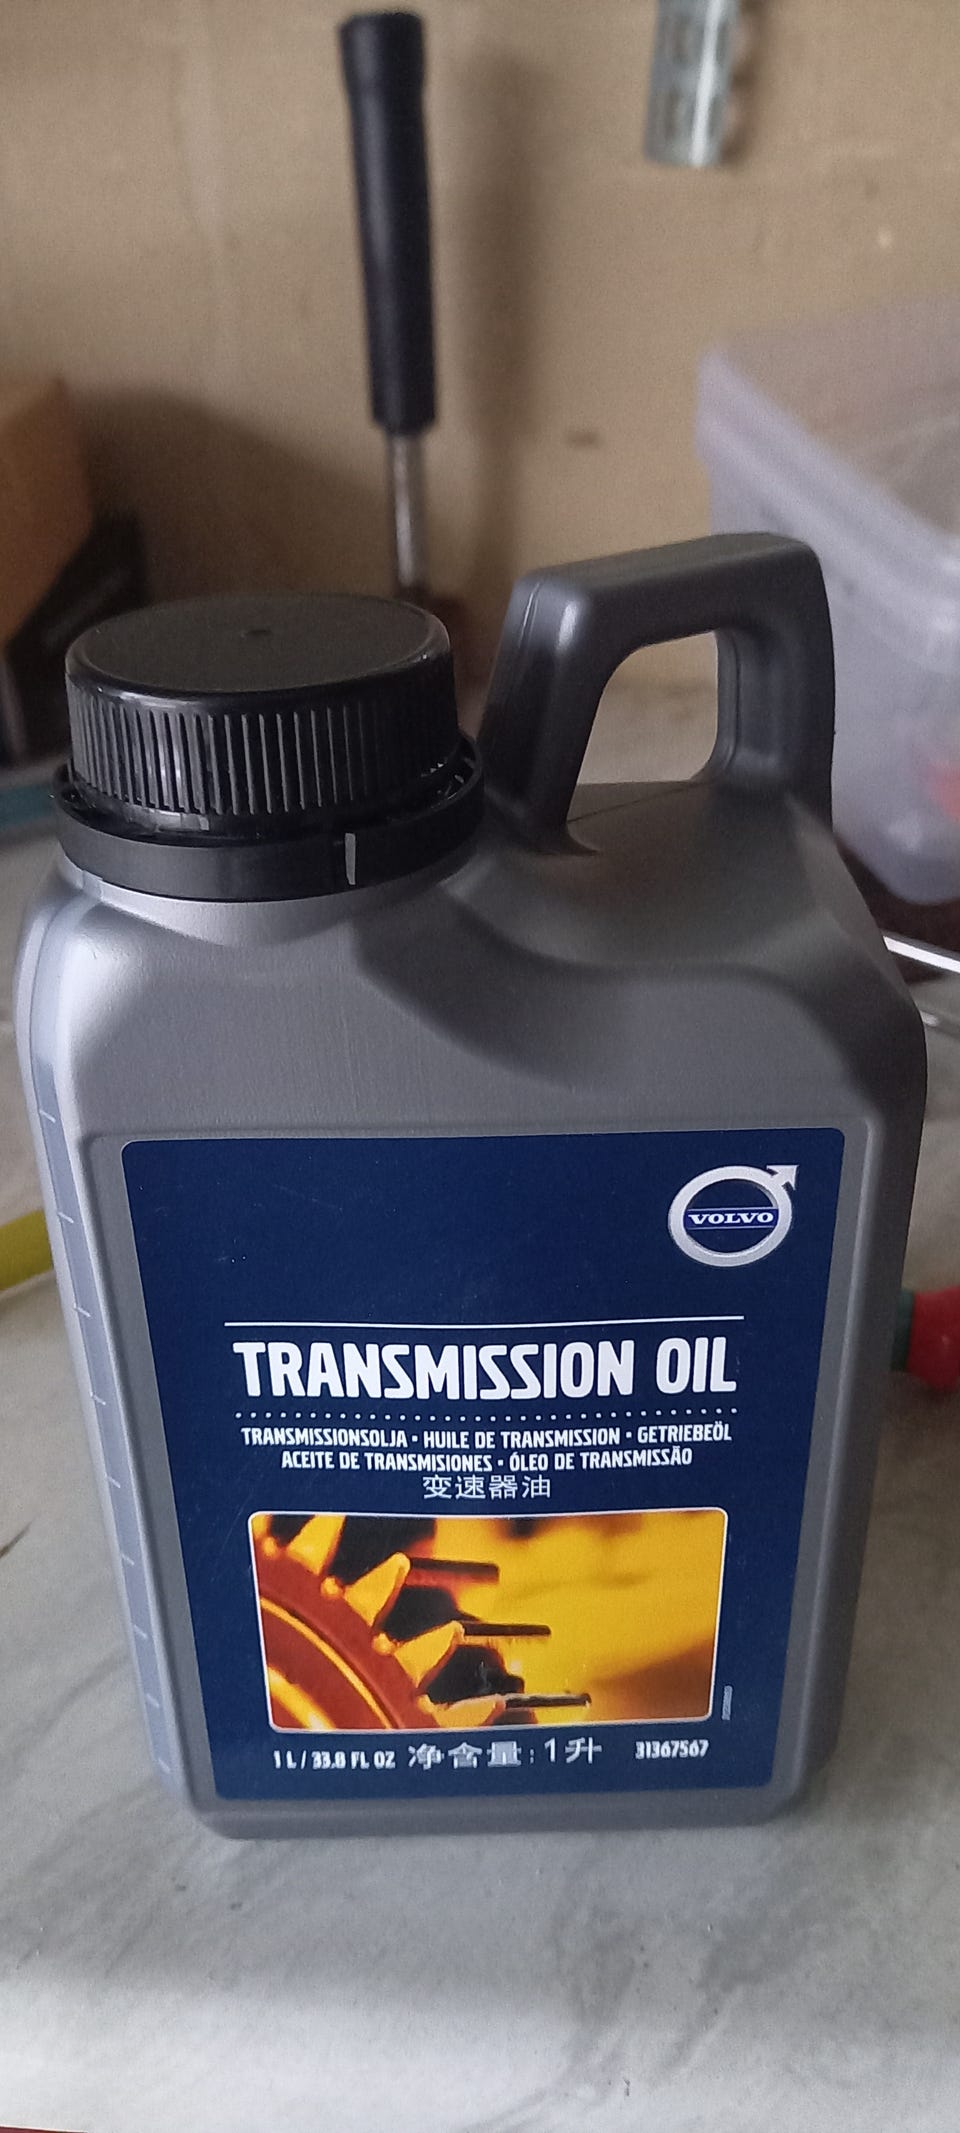 VOLVO
TRANSMISSION OIL
TRANSMISSIONSOLJA • HUILE DE TRANSMISSION • GETRIEBEÖL
ACEITE DE TRANSMISIONES • ÓLEO DE TRANSMISSÃO
变速器油
1 L / 33.8 FL OZ 净含量:1升 31367567